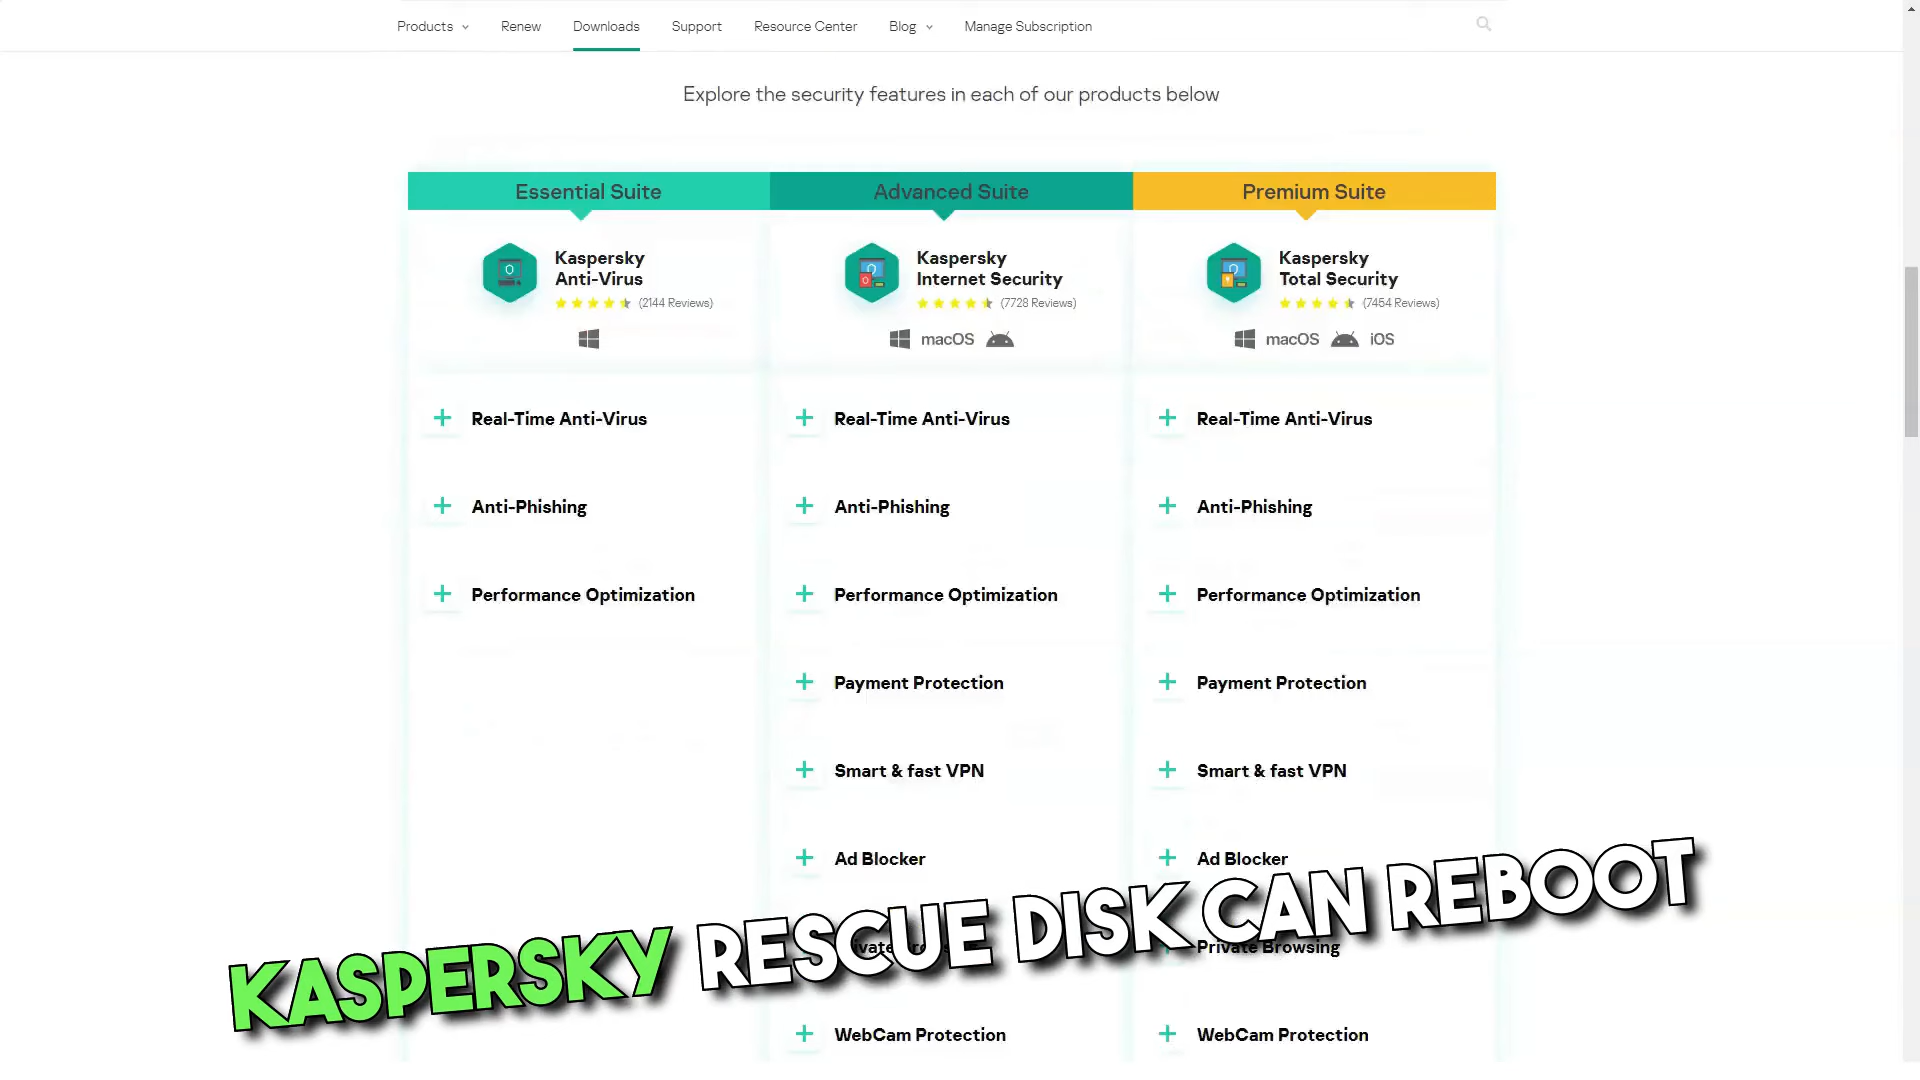 Products Renew Downloads Support Resource Center Blog Manage Subscription
Explore the security features in each of our products below
Essential Suite Advanced Suite Premium Suite
Kaspersky Anti-Virus
(2144 Reviews)
Kaspersky Internet Security
(7728 Reviews)
macOS
Kaspersky Total Security
(7454 Reviews)
macOS iOS
Real-Time Anti-Virus Real-Time Anti-Virus Real-Time Anti-Virus
Anti-Phishing Anti-Phishing Anti-Phishing
Performance Optimization Performance Optimization Performance Optimization
Payment Protection Payment Protection
Smart & fast VPN Smart & fast VPN
Ad Blocker Ad Blocker
KASPERSKY RESCUE DISK CAN REBOOT
Private Browsing
WebCam Protection WebCam Protection